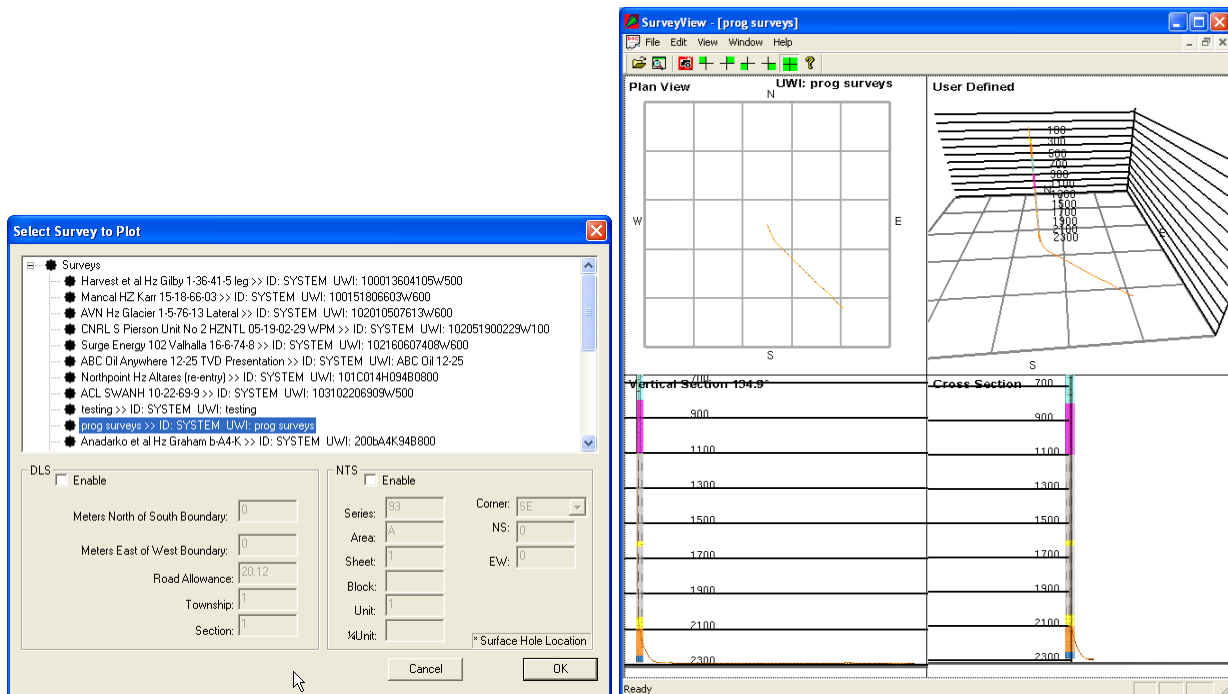 Select Survey to Plot
Surveys
Harvest et al Hz Gilby 1-36-41-5 leg >> ID: SYSTEM UWI: 100013604105W500
Mancal HZ Karr 15-18-66-03 >> ID: SYSTEM UWI: 100151806603W600
AVN Hz Glacier 1-5-76-13 Lateral >> ID: SYSTEM UWI: 102010507613W600
CNRL S Pierson Unit No 2 HZNTL 05-19-02-29 WPM >> ID: SYSTEM UWI: 102051900229W100
Surge Energy 102 Valhalla 16-6-74-8 >> ID: SYSTEM UWI: 102160607408W600
ABC Oil Anywhere 12-25 TVD Presentation >> ID: SYSTEM UWI: ABC Oil 12-25
Northpoint Hz Altares [re-entry] >> ID: SYSTEM UWI: 101C014H094B0800
ACL SWANH 10-22-69-9 >> ID: SYSTEM UWI: 103102206909W500
testing >> ID: SYSTEM UWI: testing
prog surveys >> ID: SYSTEM UWI: prog surveys
Anadarko et al Hz Graham b-A4-K >> ID: SYSTEM UWI: 200bA4K94B800
DLS
Enable
Meters North of South Boundary: 0
Meters East of West Boundary: 0
Road Allowance: 20.12
Township: 1
Section: 1
NTS
Enable
Series: 93
Area: A
Sheet: 1
Block:
Unit: 1
¼Unit:
Corner: SE
NS: 0
EW: 0
* Surface Hole Location
Cancel
OK
SurveyView - [prog surveys]
File Edit View Window Help
Plan View
UWI: prog surveys
N
W
E
S
User Defined
100
300
500
700
900
1100
1300
1500
1700
1900
2100
2300
N
E
S
Vertical Section 134.9°
700
900
1100
1300
1500
1700
1900
2100
2300
Cross Section
700
900
1100
1300
1500
1700
1900
2100
2300
Ready